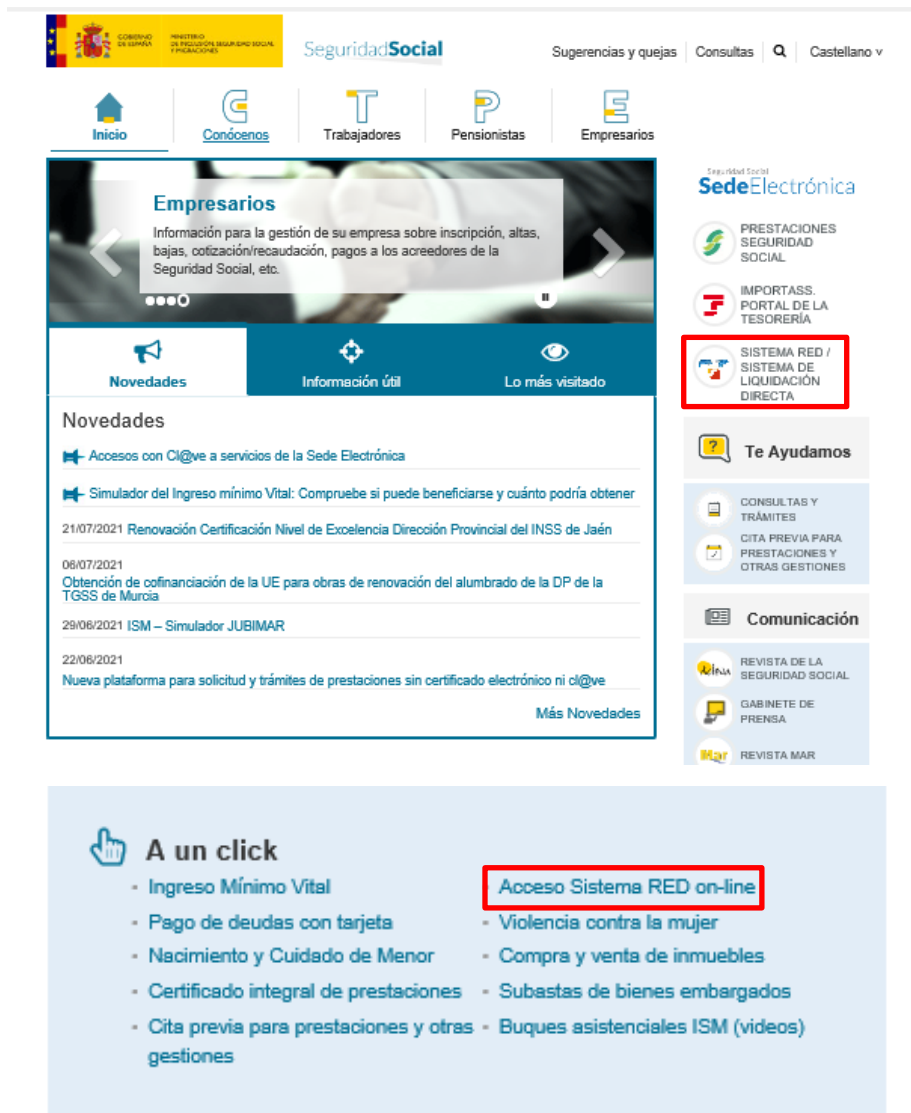 GOBIERNO
DE ESPAÑA
MINISTERIO
DE INCLUSIÓN, SEGURIDAD SOCIAL
Y MIGRACIONES
SeguridadSocial
Sugerencias y quejas
Consultas
Castellano v
Inicio
Conócenos
Trabajadores
Pensionistas
Empresarios
Empresarios
Información para la gestión de su empresa sobre inscripción, altas,
bajas, cotización/recaudación, pagos a los acreedores de la
Seguridad Social, etc.
Novedades
Información útil
Lo más visitado
Novedades
Accesos con Cl@ve a servicios de la Sede Electrónica
Simulador del Ingreso mínimo Vital: Compruebe si puede beneficiarse y cuánto podría obtener
21/07/2021 Renovación Certificación Nivel de Excelencia Dirección Provincial del INSS de Jaén
06/07/2021
Obtención de cofinanciación de la UE para obras de renovación del alumbrado de la DP de la
TGSS de Murcia
29/06/2021 ISM – Simulador JUBIMAR
22/06/2021
Nueva plataforma para solicitud y trámites de prestaciones sin certificado electrónico ni cl@ve
Más Novedades
Seguridad Social
SedeElectrónica
PRESTACIONES
SEGURIDAD
SOCIAL
IMPORTASS.
PORTAL DE LA
TESORERÍA
SISTEMA RED /
SISTEMA DE
LIQUIDACIÓN
DIRECTA
Te Ayudamos
CONSULTAS Y
TRÁMITES
CITA PREVIA PARA
PRESTACIONES Y
OTRAS GESTIONES
Comunicación
REVISTA DE LA
SEGURIDAD SOCIAL
GABINETE DE
PRENSA
Mar
REVISTA MAR
A un click
- Ingreso Mínimo Vital
- Pago de deudas con tarjeta
- Nacimiento y Cuidado de Menor
- Certificado integral de prestaciones
- Cita previa para prestaciones y otras
gestiones
- Acceso Sistema RED on-line
- Violencia contra la mujer
- Compra y venta de inmuebles
- Subastas de bienes embargados
- Buques asistenciales ISM (videos)